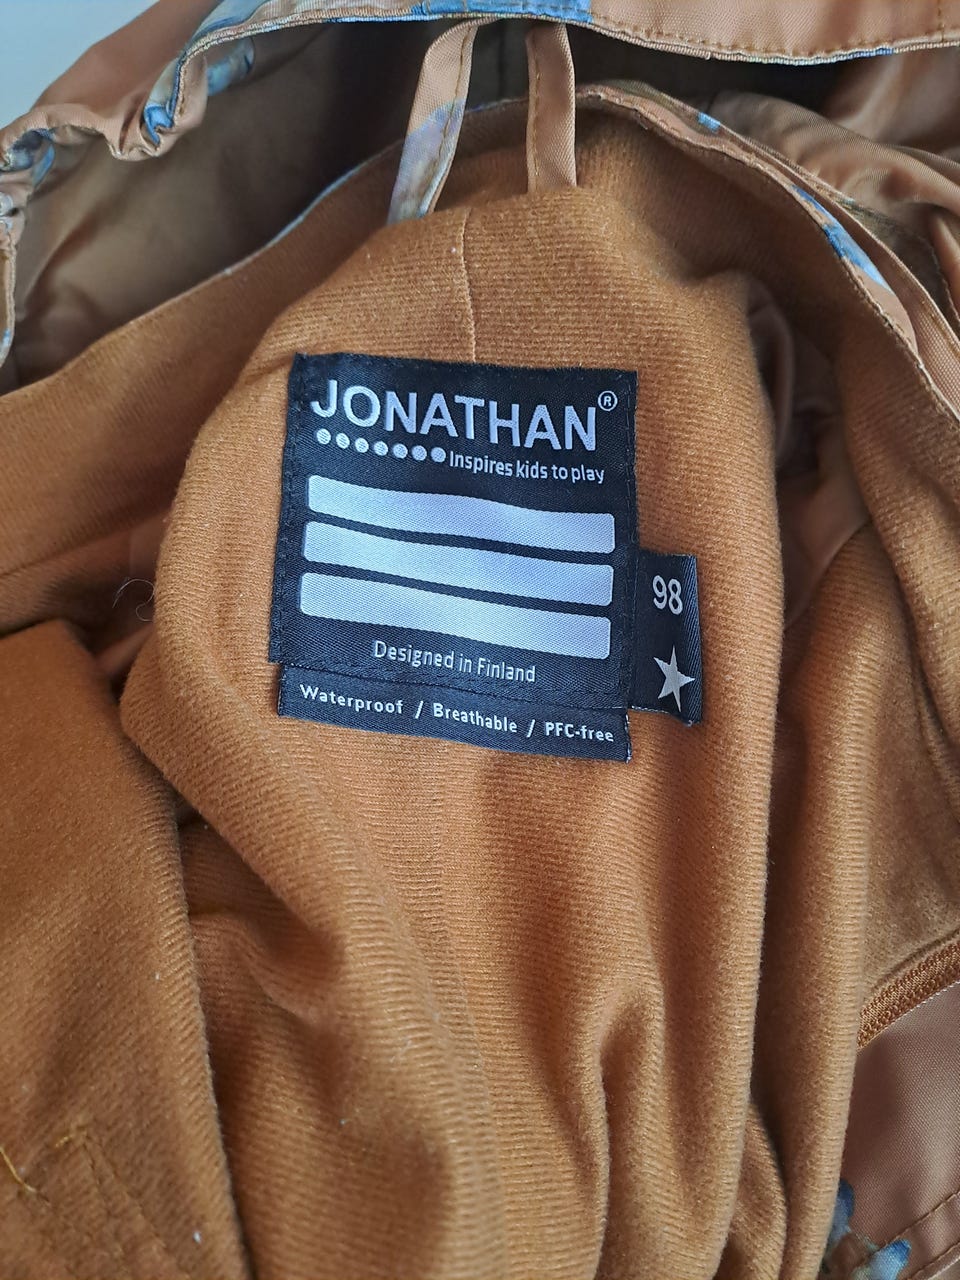 JONATHAN®
Inspires kids to play
98
Designed in Finland
Waterproof / Breathable / PFC-free